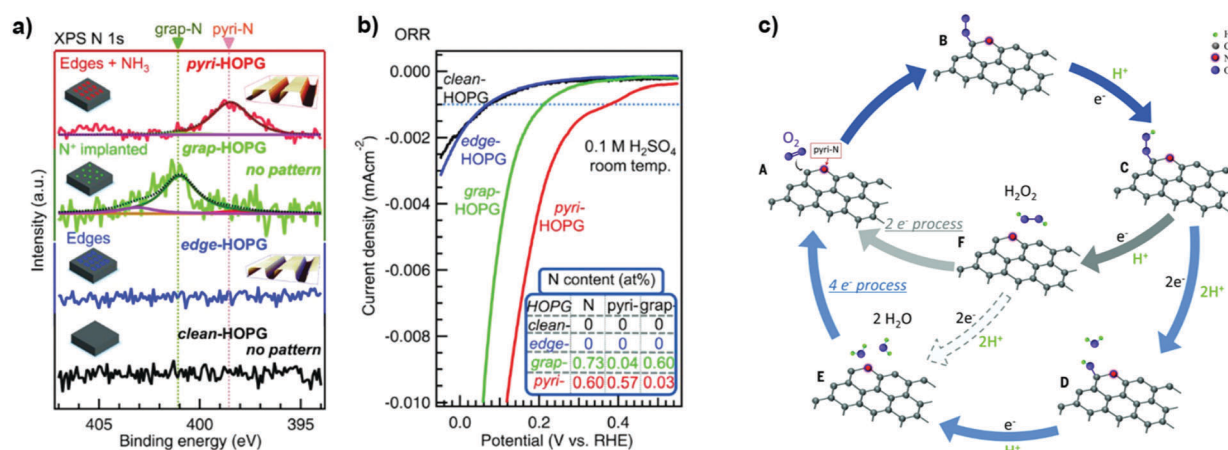 a)
grap-N pyri-N
XPS N 1s
Edges + NH3
pyri-HOPG
N+ implanted
grap-HOPG
no pattern
Edges
edge-HOPG
clean-HOPG
no pattern
Intensity (a.u.)
405 400 395
Binding energy (eV)
b)
ORR
0.000
-0.002
-0.004
-0.006
-0.008
-0.010
Current density (mAcm-2)
clean-
HOPG
edge-
HOPG
grap-
HOPG
pyri-
HOPG
0.1 M H2SO4
room temp.
N content (at%)
HOPG N pyri- grap-
clean- 0 0 0
edge- 0 0 0
grap- 0.73 0.04 0.60
pyri- 0.60 0.57 0.03
0.0 0.2 0.4
Potential (V vs. RHE)
c)
B
H
N
H+
e-
O2
pyri-N
A
C
H2O2
2 e- process
F
e-
H+
2e-
2H+
4 e- process
2 H2O
2e-
2H+
E
D
e-
H+